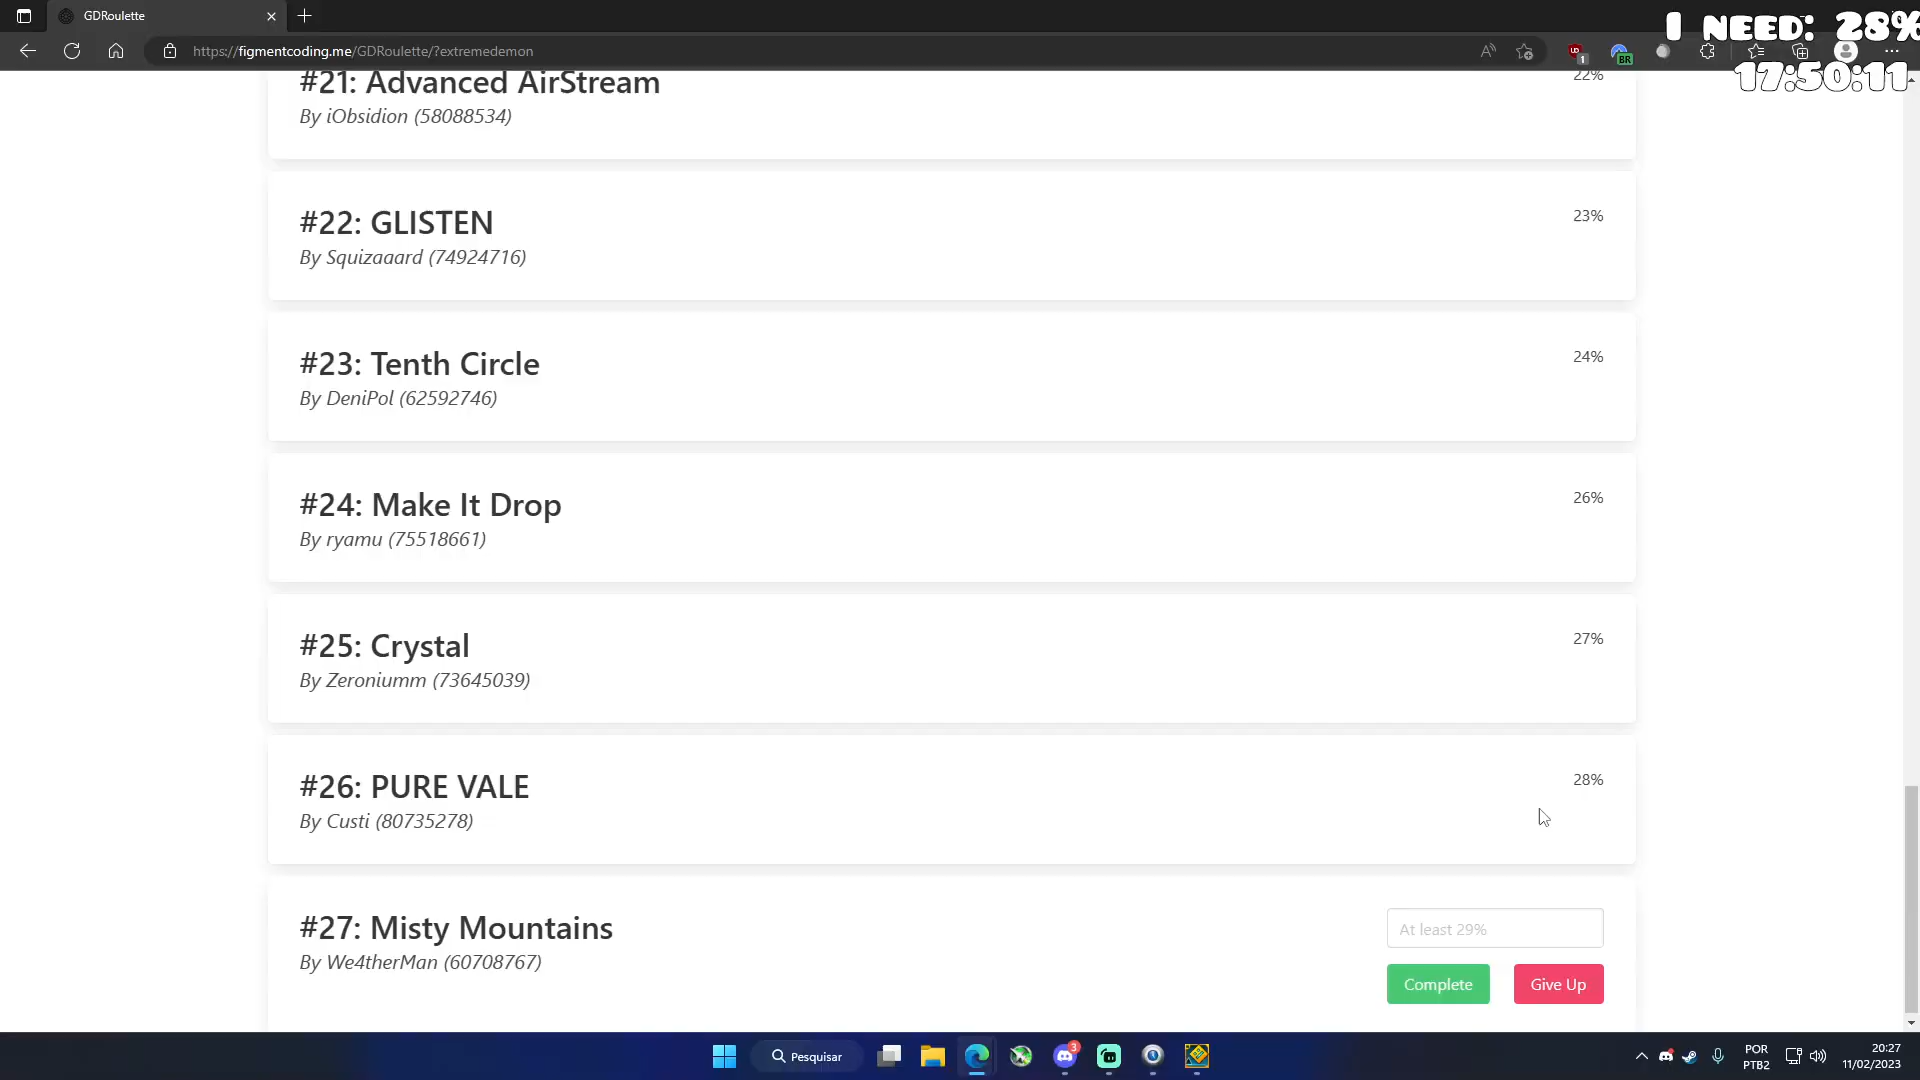 GDRoulette
I NEED: 28%
https://figmentcoding.me/GDRoulette/?extremedemon
1
BR
17:50:11
#21: Advanced AirStream
22%
By iObsidion (58088534)
#22: GLISTEN
23%
By Squizaaard (74924716)
#23: Tenth Circle
24%
By DeniPol (62592746)
#24: Make It Drop
26%
By ryamu (75518661)
#25: Crystal
27%
By Zeroniumm (73645039)
#26: PURE VALE
28%
By Custi (80735278)
#27: Misty Mountains
At least 29%
By We4therMan (60708767)
Complete
Give Up
Pesquisar
3
POR
PTB2
20:27
11/02/2023